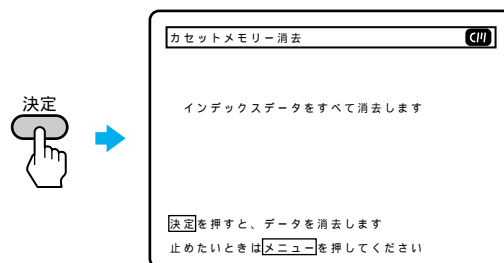 決定
カセットメモリー消去
インデックスデータをすべて消去します
決定を押すと、データを消去します
止めたいときはメニューを押してください